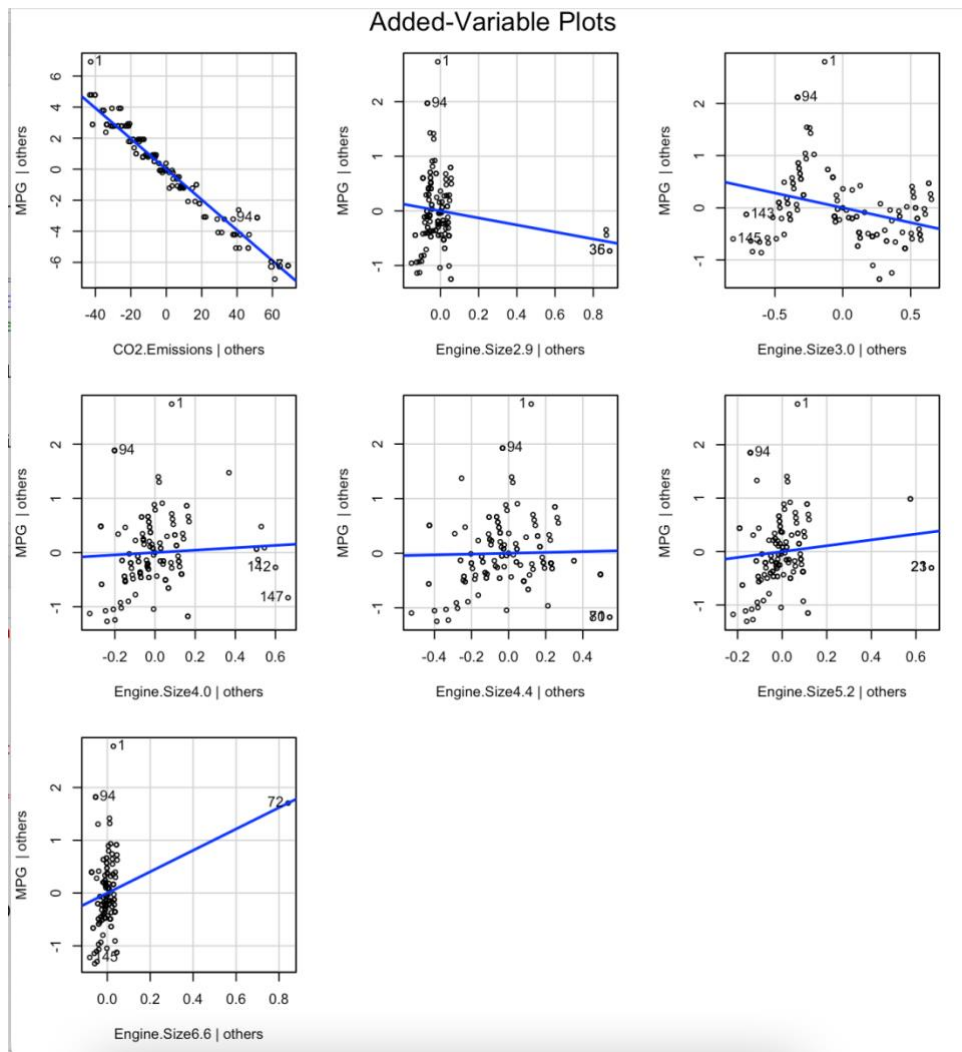 Added-Variable Plots
MPG | others
6
4
2
0
-2
-4
-6
1
94
-40 -20 0 20 40 60
CO2.Emissions | others
MPG | others
2
1
0
-1
1
94
36
0.0 0.2 0.4 0.6 0.8
Engine.Size2.9 | others
MPG | others
2
1
0
-1
1
94
143
145
-0.5 0.0 0.5
Engine.Size3.0 | others
MPG | others
2
1
0
-1
1
94
142
147
-0.2 0.0 0.2 0.4 0.6
Engine.Size4.0 | others
MPG | others
2
1
0
-1
1
94
-0.4 -0.2 0.0 0.2 0.4
Engine.Size4.4 | others
MPG | others
2
1
0
-1
1
94
-0.2 0.0 0.2 0.4 0.6
Engine.Size5.2 | others
MPG | others
2
1
0
-1
1
94
72
145
0.0 0.2 0.4 0.6 0.8
Engine.Size6.6 | others